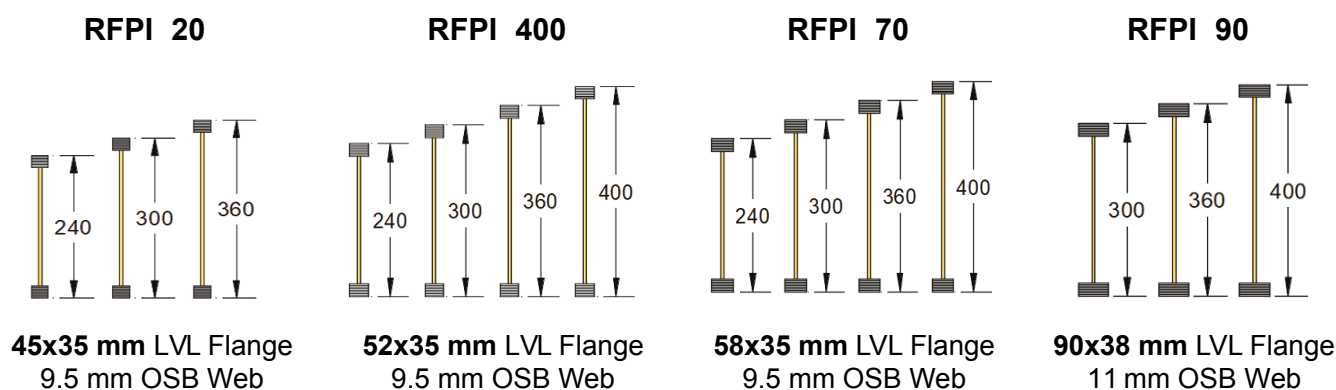 RFPI 20
RFPI 400
RFPI 70
RFPI 90
240
300
360
240
300
360
400
240
300
360
400
300
360
400
45x35 mm LVL Flange
9.5 mm OSB Web
52x35 mm LVL Flange
9.5 mm OSB Web
58x35 mm LVL Flange
9.5 mm OSB Web
90x38 mm LVL Flange
11 mm OSB Web